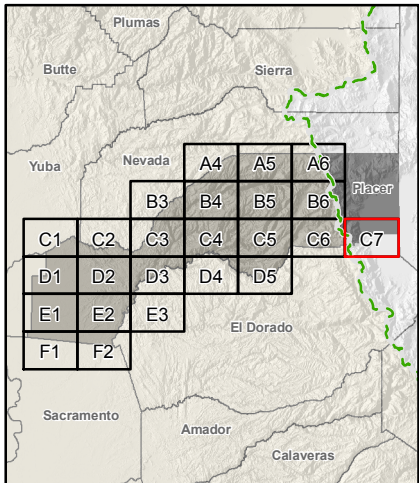 Plumas
Butte
Sierra
Yuba
Nevada
A4 A5 A6
Placer
B3 B4 B5 B6
C1 C2 C3 C4 C5 C6 C7
D1 D2 D3 D4 D5
E1 E2 E3
El Dorado
F1 F2
Sacramento
Amador
Calaveras